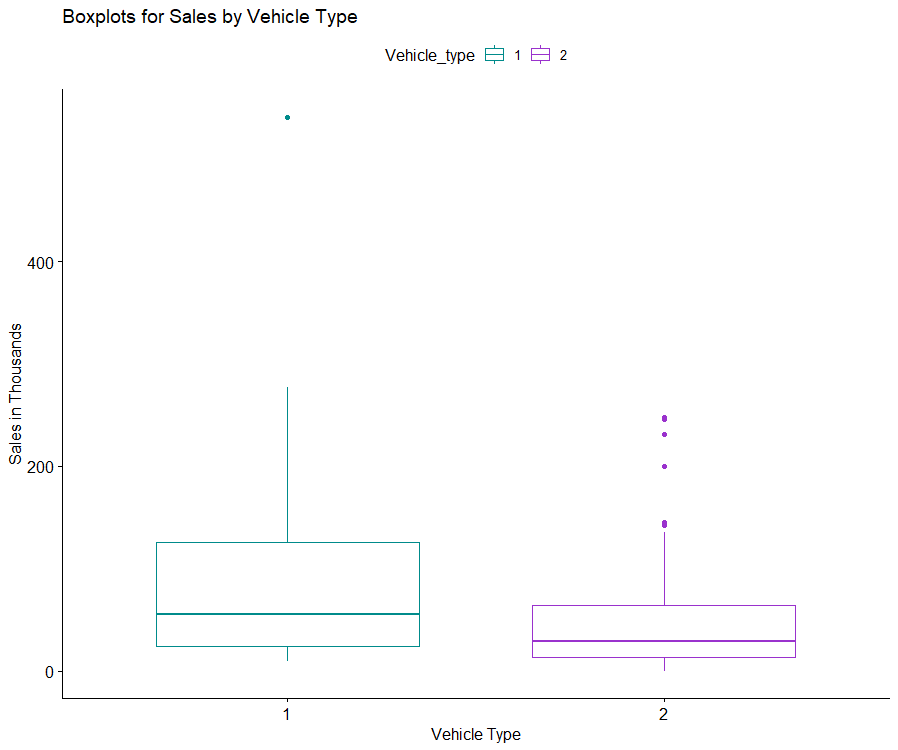 Boxplots for Sales by Vehicle Type
Vehicle_type 1 2
400
200
0
Sales in Thousands
1 2
Vehicle Type